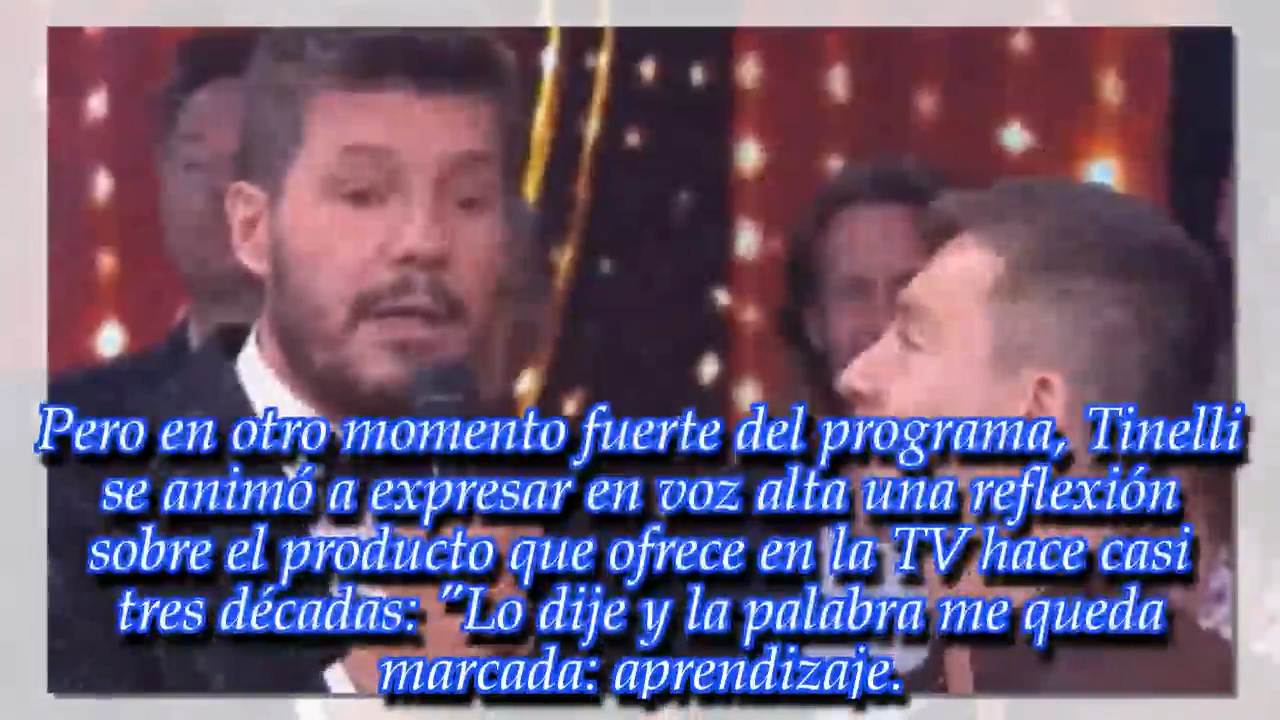 Pero en otro momento fuerte del programa, Tinelli
se animó a expresar en voz alta una reflexión
sobre el producto que ofrece en la TV hace casi
tres décadas: "Lo dije y la palabra me queda
marcada: aprendizaje.